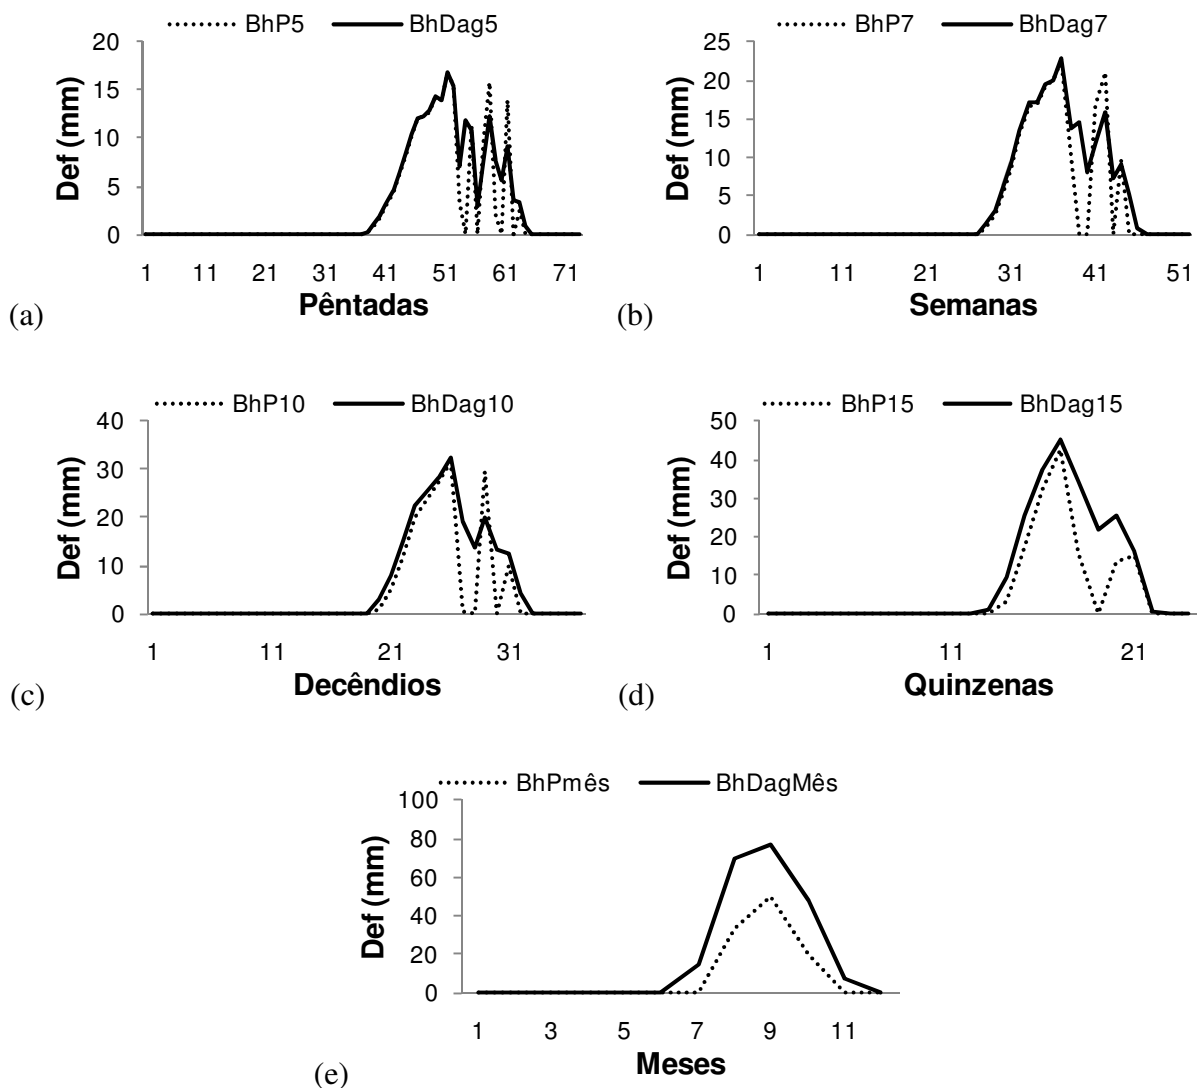 BhP5 BhDag5
20
15
10
5
0
Def (mm)
1 11 21 31 41 51 61 71
Pêntadas
(a)
BhP7 BhDag7
25
20
15
10
5
0
Def (mm)
1 11 21 31 41 51
Semanas
(b)
BhP10 BhDag10
40
30
20
10
0
Def (mm)
1 11 21 31
Decêndios
(c)
BhP15 BhDag15
50
40
30
20
10
0
Def (mm)
1 11 21
Quinzenas
(d)
BhPmês BhDagMês
100
80
60
40
20
0
Def (mm)
1 3 5 7 9 11
Meses
(e)